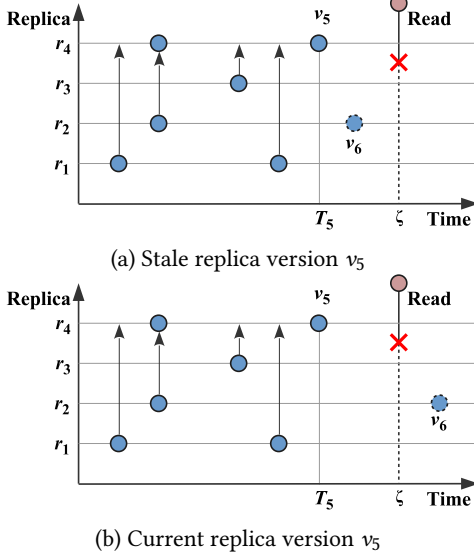 Replica v₅ Read
r₄
r₃
r₂
v₆
r₁
T₅ ζ Time
(a) Stale replica version v₅
Replica v₅ Read
r₄
r₃
r₂
v₆
r₁
T₅ ζ Time
(b) Current replica version v₅